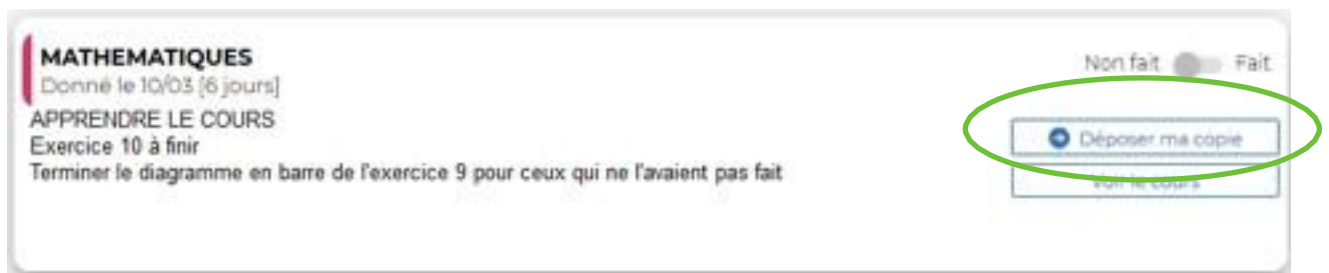 MATHEMATIQUES
Donné le 10/03 [6 jours]
Non fait Fait
APPRENDRE LE COURS
Exercice 10 à finir
Terminer le diagramme en barre de l'exercice 9 pour ceux qui ne l'avaient pas fait
Déposer ma copie
Voir le cours